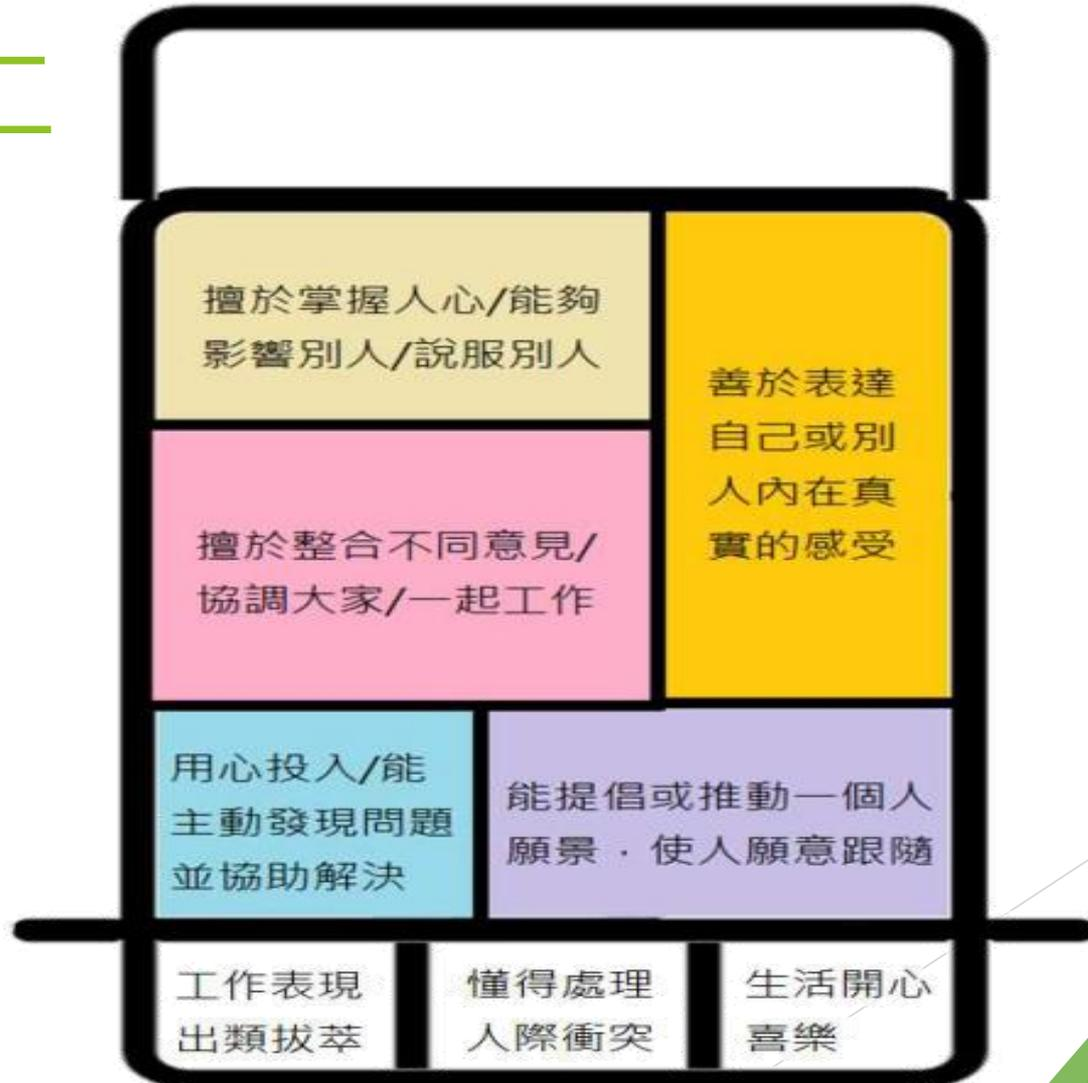 擅於掌握人心/能夠
影響別人/說服別人
善於表達
自己或別
人內在真
實的感受
擅於整合不同意見/
協調大家/一起工作
用心投入/能
主動發現問題
並協助解決
能提倡或推動一個人
願景．使人願意跟隨
工作表現
出類拔萃
懂得處理
人際衝突
生活開心
喜樂